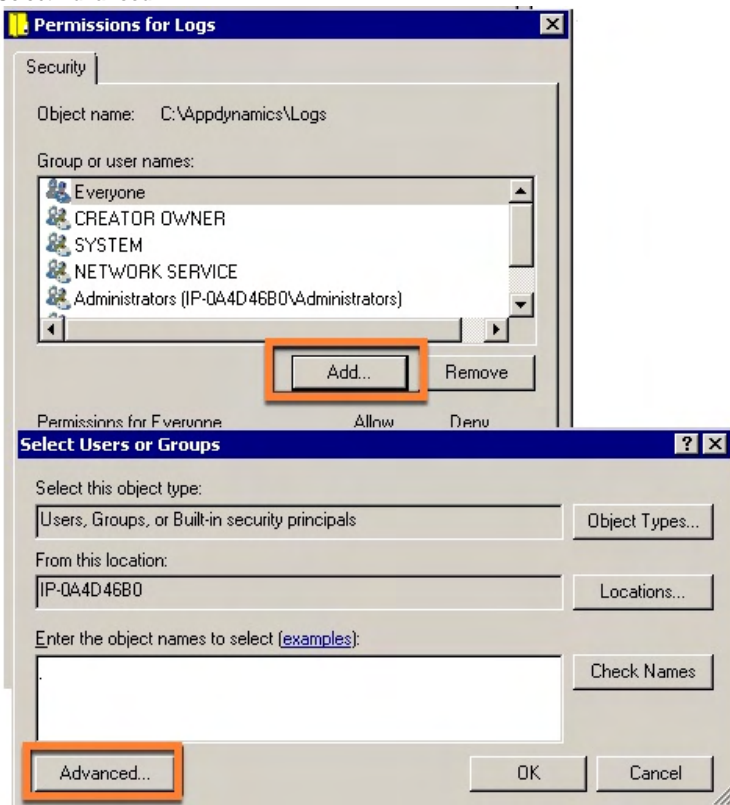 Permissions for Logs
Security
Object name: C:\Appdynamics\Logs
Group or user names:
Everyone
CREATOR OWNER
SYSTEM
NETWORK SERVICE
Administrators (IP-0A4D46B0\Administrators)
Add... Remove
Permissions for Everyone Allow Deny
Select Users or Groups
Select this object type:
Users, Groups, or Built-in security principals Object Types...
From this location:
IP-0A4D46B0 Locations...
Enter the object names to select (examples):
. Check Names
Advanced... OK Cancel